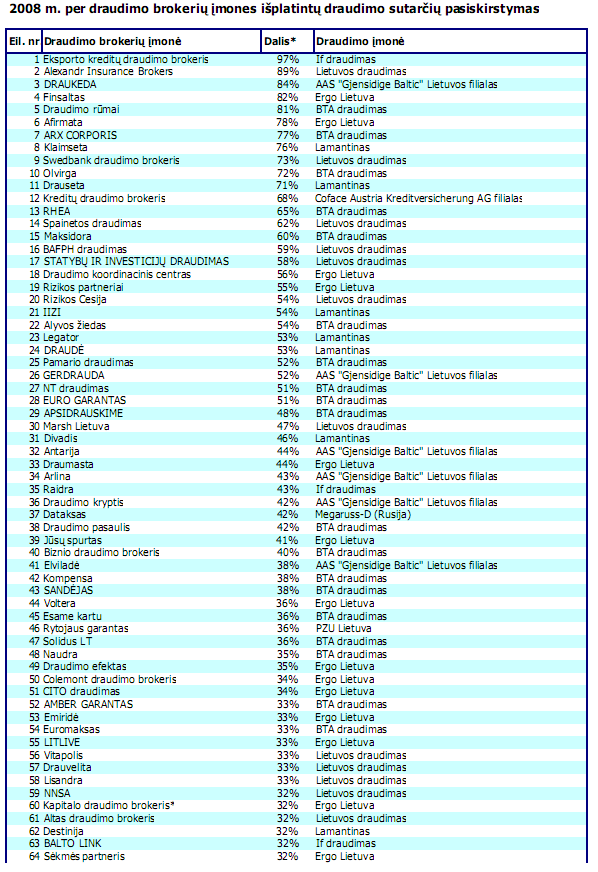 2008 m. per draudimo brokerių įmones išplatintų draudimo sutarčių pasiskirstymas
Eil. nr Draudimo brokerių įmonė Dalis* Draudimo įmonė
1 Eksporto kreditų draudimo brokeris 97% If draudimas
2 Alexandr Insurance Brokers 89% Lietuvos draudimas
3 DRAUKEDA 84% AAS "Gjensidige Baltic" Lietuvos filialas
4 Finsaltas 82% Ergo Lietuva
5 Draudimo rūmai 81% BTA draudimas
6 Afirmata 78% Ergo Lietuva
7 ARX CORPORIS 77% BTA draudimas
8 Klaimseta 76% Lamantinas
9 Swedbank draudimo brokeris 73% Lietuvos draudimas
10 Olvirga 72% BTA draudimas
11 Drauseta 71% Lamantinas
12 Kreditų draudimo brokeris 68% Coface Austria Kreditversicherung AG filialas
13 RHEA 65% BTA draudimas
14 Spainetos draudimas 62% Lietuvos draudimas
15 Maksidora 60% BTA draudimas
16 BAFPH draudimas 59% Lietuvos draudimas
17 STATYBŲ IR INVESTICIJŲ DRAUDIMAS 58% Lietuvos draudimas
18 Draudimo koordinacinis centras 56% Ergo Lietuva
19 Rizikos partneriai 55% Ergo Lietuva
20 Rizikos Cesija 54% Lietuvos draudimas
21 IIZI 54% Lamantinas
22 Alyvos žiedas 54% BTA draudimas
23 Legator 53% Lamantinas
24 DRAUDĖ 53% Lamantinas
25 Pamario draudimas 52% BTA draudimas
26 GERDRAUDA 52% AAS "Gjensidige Baltic" Lietuvos filialas
27 NT draudimas 51% BTA draudimas
28 EURO GARANTAS 51% BTA draudimas
29 APSIDRAUSKIME 48% BTA draudimas
30 Marsh Lietuva 47% Lietuvos draudimas
31 Divadis 46% Lamantinas
32 Antarija 44% AAS "Gjensidige Baltic" Lietuvos filialas
33 Draumasta 44% Ergo Lietuva
34 Arlina 43% AAS "Gjensidige Baltic" Lietuvos filialas
35 Raidra 43% If draudimas
36 Draudimo kryptis 42% AAS "Gjensidige Baltic" Lietuvos filialas
37 Dataksas 42% Megaruss-D (Rusija)
38 Draudimo pasaulis 42% BTA draudimas
39 Jūsų spurtas 41% Ergo Lietuva
40 Biznio draudimo brokeris 40% BTA draudimas
41 Elviladė 38% AAS "Gjensidige Baltic" Lietuvos filialas
42 Kompensa 38% BTA draudimas
43 SANDĖJAS 38% BTA draudimas
44 Voltera 36% Ergo Lietuva
45 Esame kartu 36% BTA draudimas
46 Rytojaus garantas 36% PZU Lietuva
47 Solidus LT 36% BTA draudimas
48 Naudra 35% BTA draudimas
49 Draudimo efektas 35% Ergo Lietuva
50 Colemont draudimo brokeris 34% Ergo Lietuva
51 CITO draudimas 34% Ergo Lietuva
52 AMBER GARANTAS 33% BTA draudimas
53 Emiridė 33% Ergo Lietuva
54 Euromaksas 33% BTA draudimas
55 LITLIVE 33% Ergo Lietuva
56 Vitapolis 33% Lietuvos draudimas
57 Drauvelita 33% Lietuvos draudimas
58 Lisandra 33% Lietuvos draudimas
59 NNSA 32% Lietuvos draudimas
60 Kapitalo draudimo brokeris* 32% Ergo Lietuva
61 Altas draudimo brokeris 32% Lietuvos draudimas
62 Destinija 32% Lamantinas
63 BALTO LINK 32% If draudimas
64 Sėkmės partneris 32% Ergo Lietuva